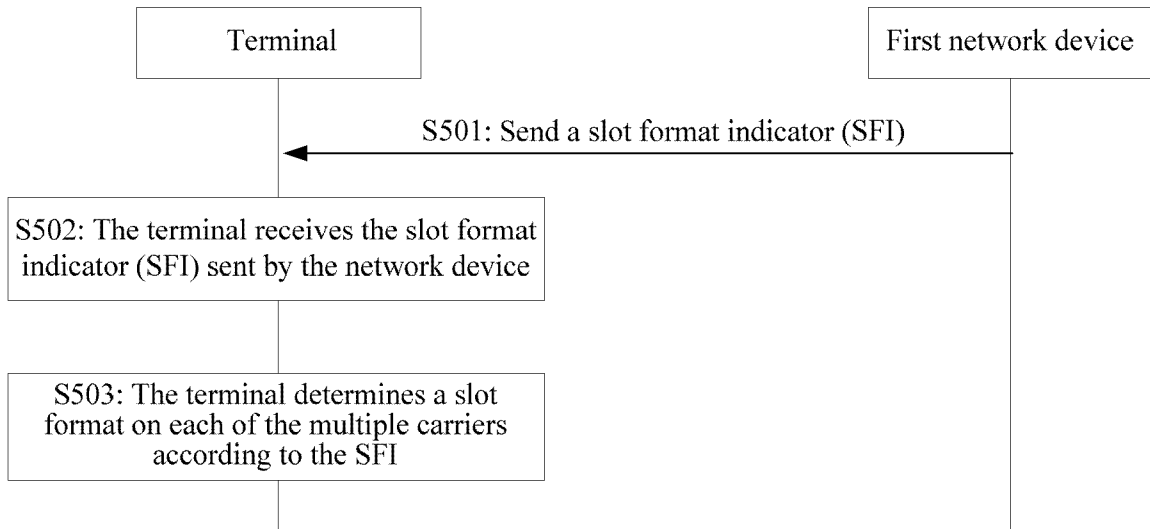 Terminal
First network device
S501: Send a slot format indicator (SFI)
S502: The terminal receives the slot format
indicator (SFI) sent by the network device
S503: The terminal determines a slot
format on each of the multiple carriers
according to the SFI